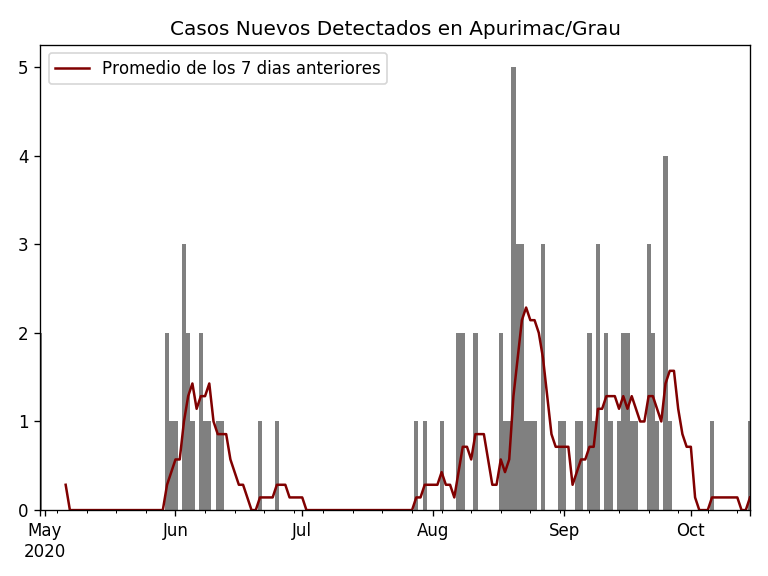 Casos Nuevos Detectados en Apurimac/Grau
Promedio de los 7 dias anteriores
5
4
3
2
1
0
May Jun Jul Aug Sep Oct
2020